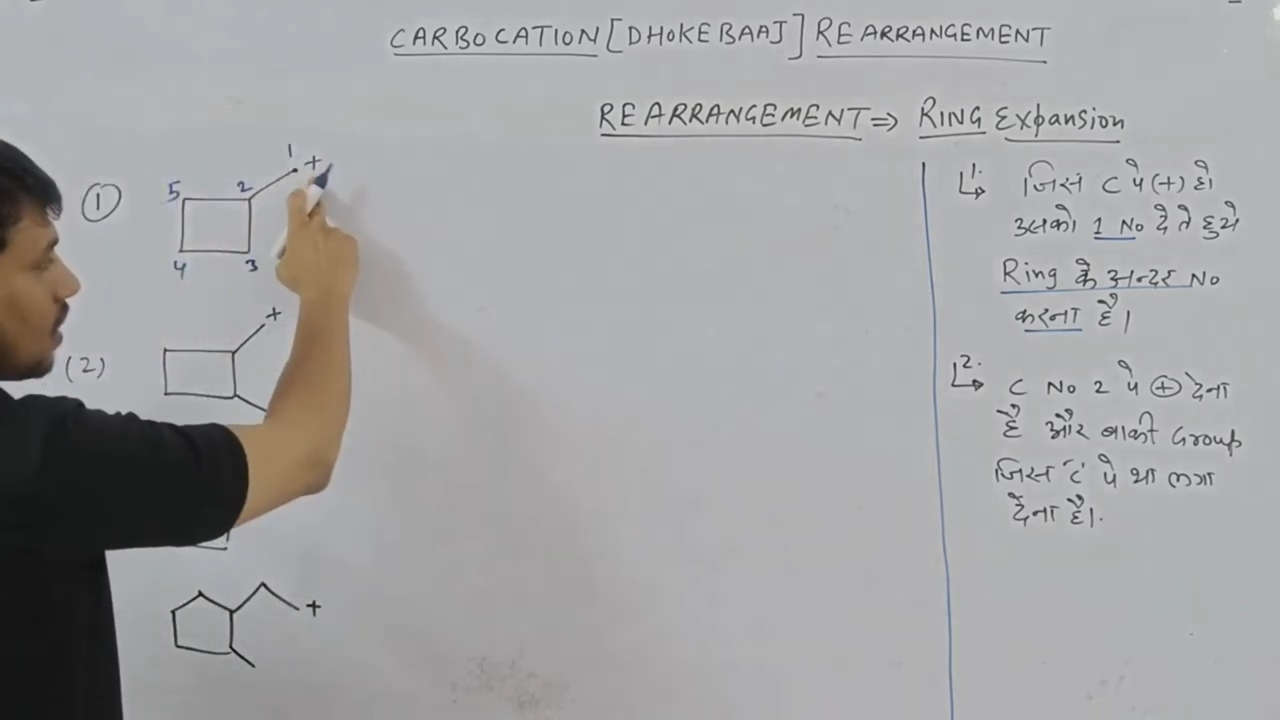 CARBOCATION [DHOKEBAAJ] REARRANGEMENT
REARRANGEMENT ⇒ RING Expansion
1
+
①
5
2
4
3
+
(2)
+
1. जिस C पे (+) हो
उसको 1 No देते हुये
Ring के अन्दर No
करना है।
2. C No 2 पे ⊕ देना
है और बाकी Group
जिस C पे था लगा
देना है।